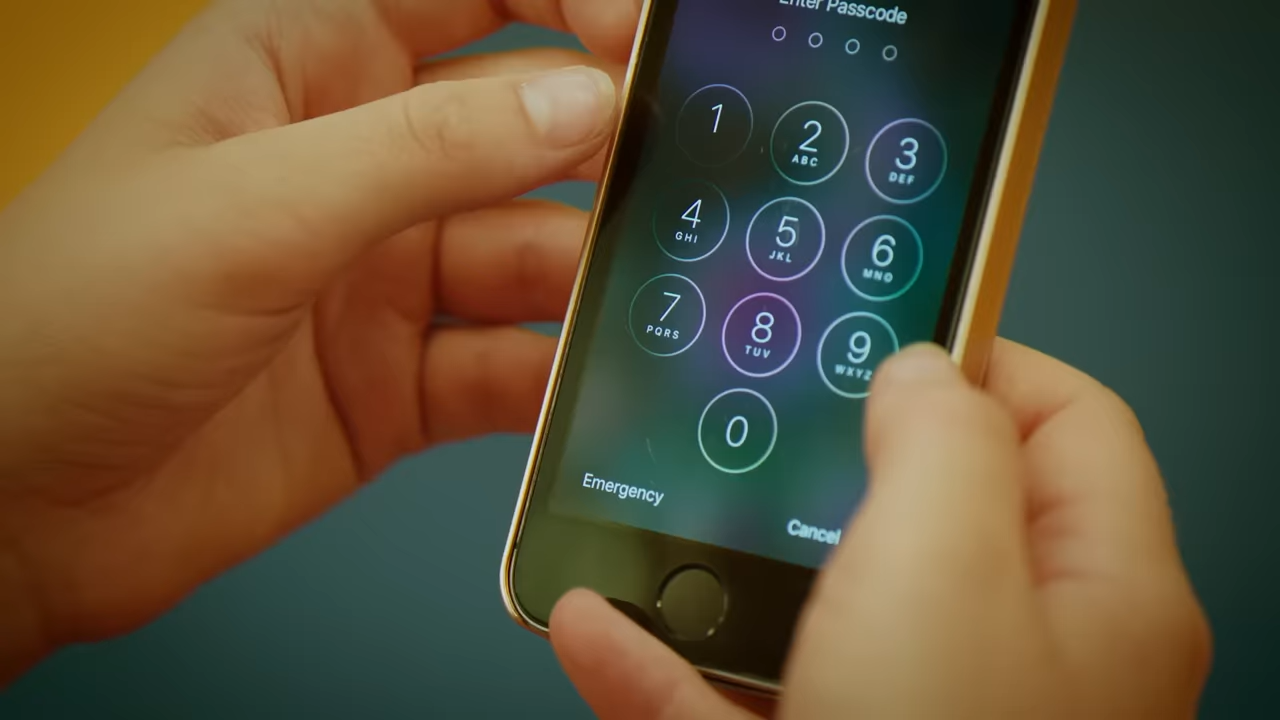 Enter Passcode
1 2 3
ABC DEF
4 5 6
GHI JKL MNO
7 8 9
PQRS TUV WXYZ
0
Emergency
Cancel